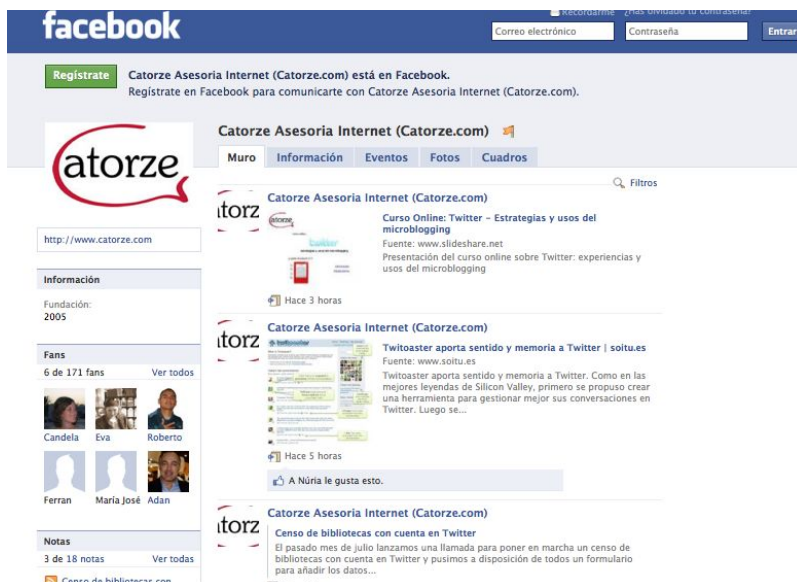 facebook
Recordarme ¿Has olvidado tu contraseña?
Correo electrónico Contraseña Entrar
Regístrate
Catorze Asesoria Internet (Catorze.com) está en Facebook.
Regístrate en Facebook para comunicarte con Catorze Asesoria Internet (Catorze.com).
atorze
http://www.catorze.com
Información
Fundación:
2005
Fans
6 de 171 fans Ver todos
Candela Eva Roberto
Ferran María José Adan
Notas
3 de 18 notas Ver todas
Censo de bibliotecas con
Catorze Asesoria Internet (Catorze.com)
Muro Información Eventos Fotos Cuadros
Filtros
atorz
Catorze Asesoria Internet (Catorze.com)
atorze
twitter
Curso Online: Twitter – Estrategias y usos del
microblogging
Fuente: www.slideshare.net
Presentación del curso online sobre Twitter: experiencias y
usos del microblogging
Hace 3 horas
atorz
Catorze Asesoria Internet (Catorze.com)
twitoaster
Twitoaster aporta sentido y memoria a Twitter | soitu.es
Fuente: www.soitu.es
Twitoaster aporta sentido y memoria a Twitter. Como en las
mejores leyendas de Silicon Valley, primero se propuso crear
una herramienta para gestionar mejor sus conversaciones en
Twitter. Luego se...
Hace 5 horas
A Núria le gusta esto.
atorz
Catorze Asesoria Internet (Catorze.com)
Censo de bibliotecas con cuenta en Twitter
El pasado mes de julio lanzamos una llamada para poner en marcha un censo de
bibliotecas con cuenta en Twitter y pusimos a disposición de todos un formulario
para añadir los datos...